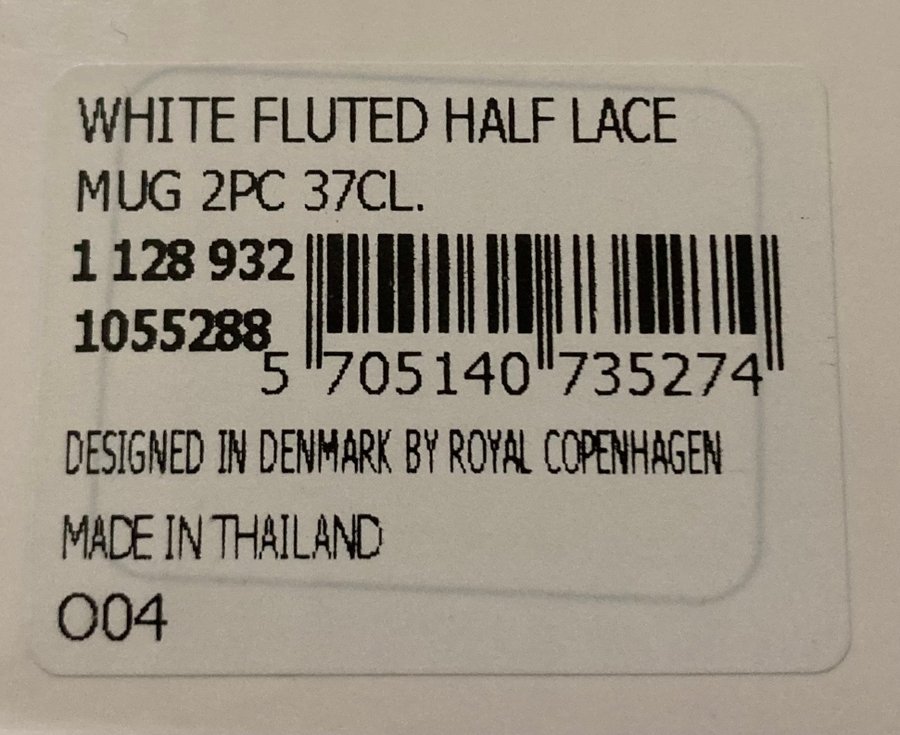 WHITE FLUTED HALF LACE
MUG 2PC 37CL.
1 128 932
1055288
5 705140 735274
DESIGNED IN DENMARK BY ROYAL COPENHAGEN
MADE IN THAILAND
O04